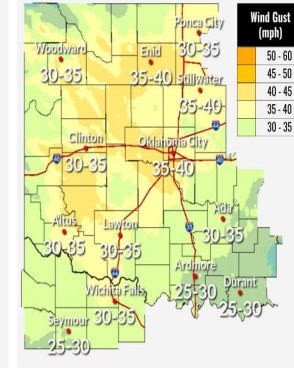 Ponca City
30-35
Woodward
30-35
Enid
35-40
Stillwater
35-40
Clinton
30-35
Oklahoma City
35-40
Altus
30-35
Lawton
30-35
Ada
30-35
Ardmore
25-30
Durant
25-30
Wichita Falls
30-35
Seymour
25-30
Wind Gust
(mph)
50 - 60
45 - 50
40 - 45
35 - 40
30 - 35